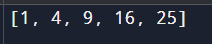 [1, 4, 9, 16, 25]